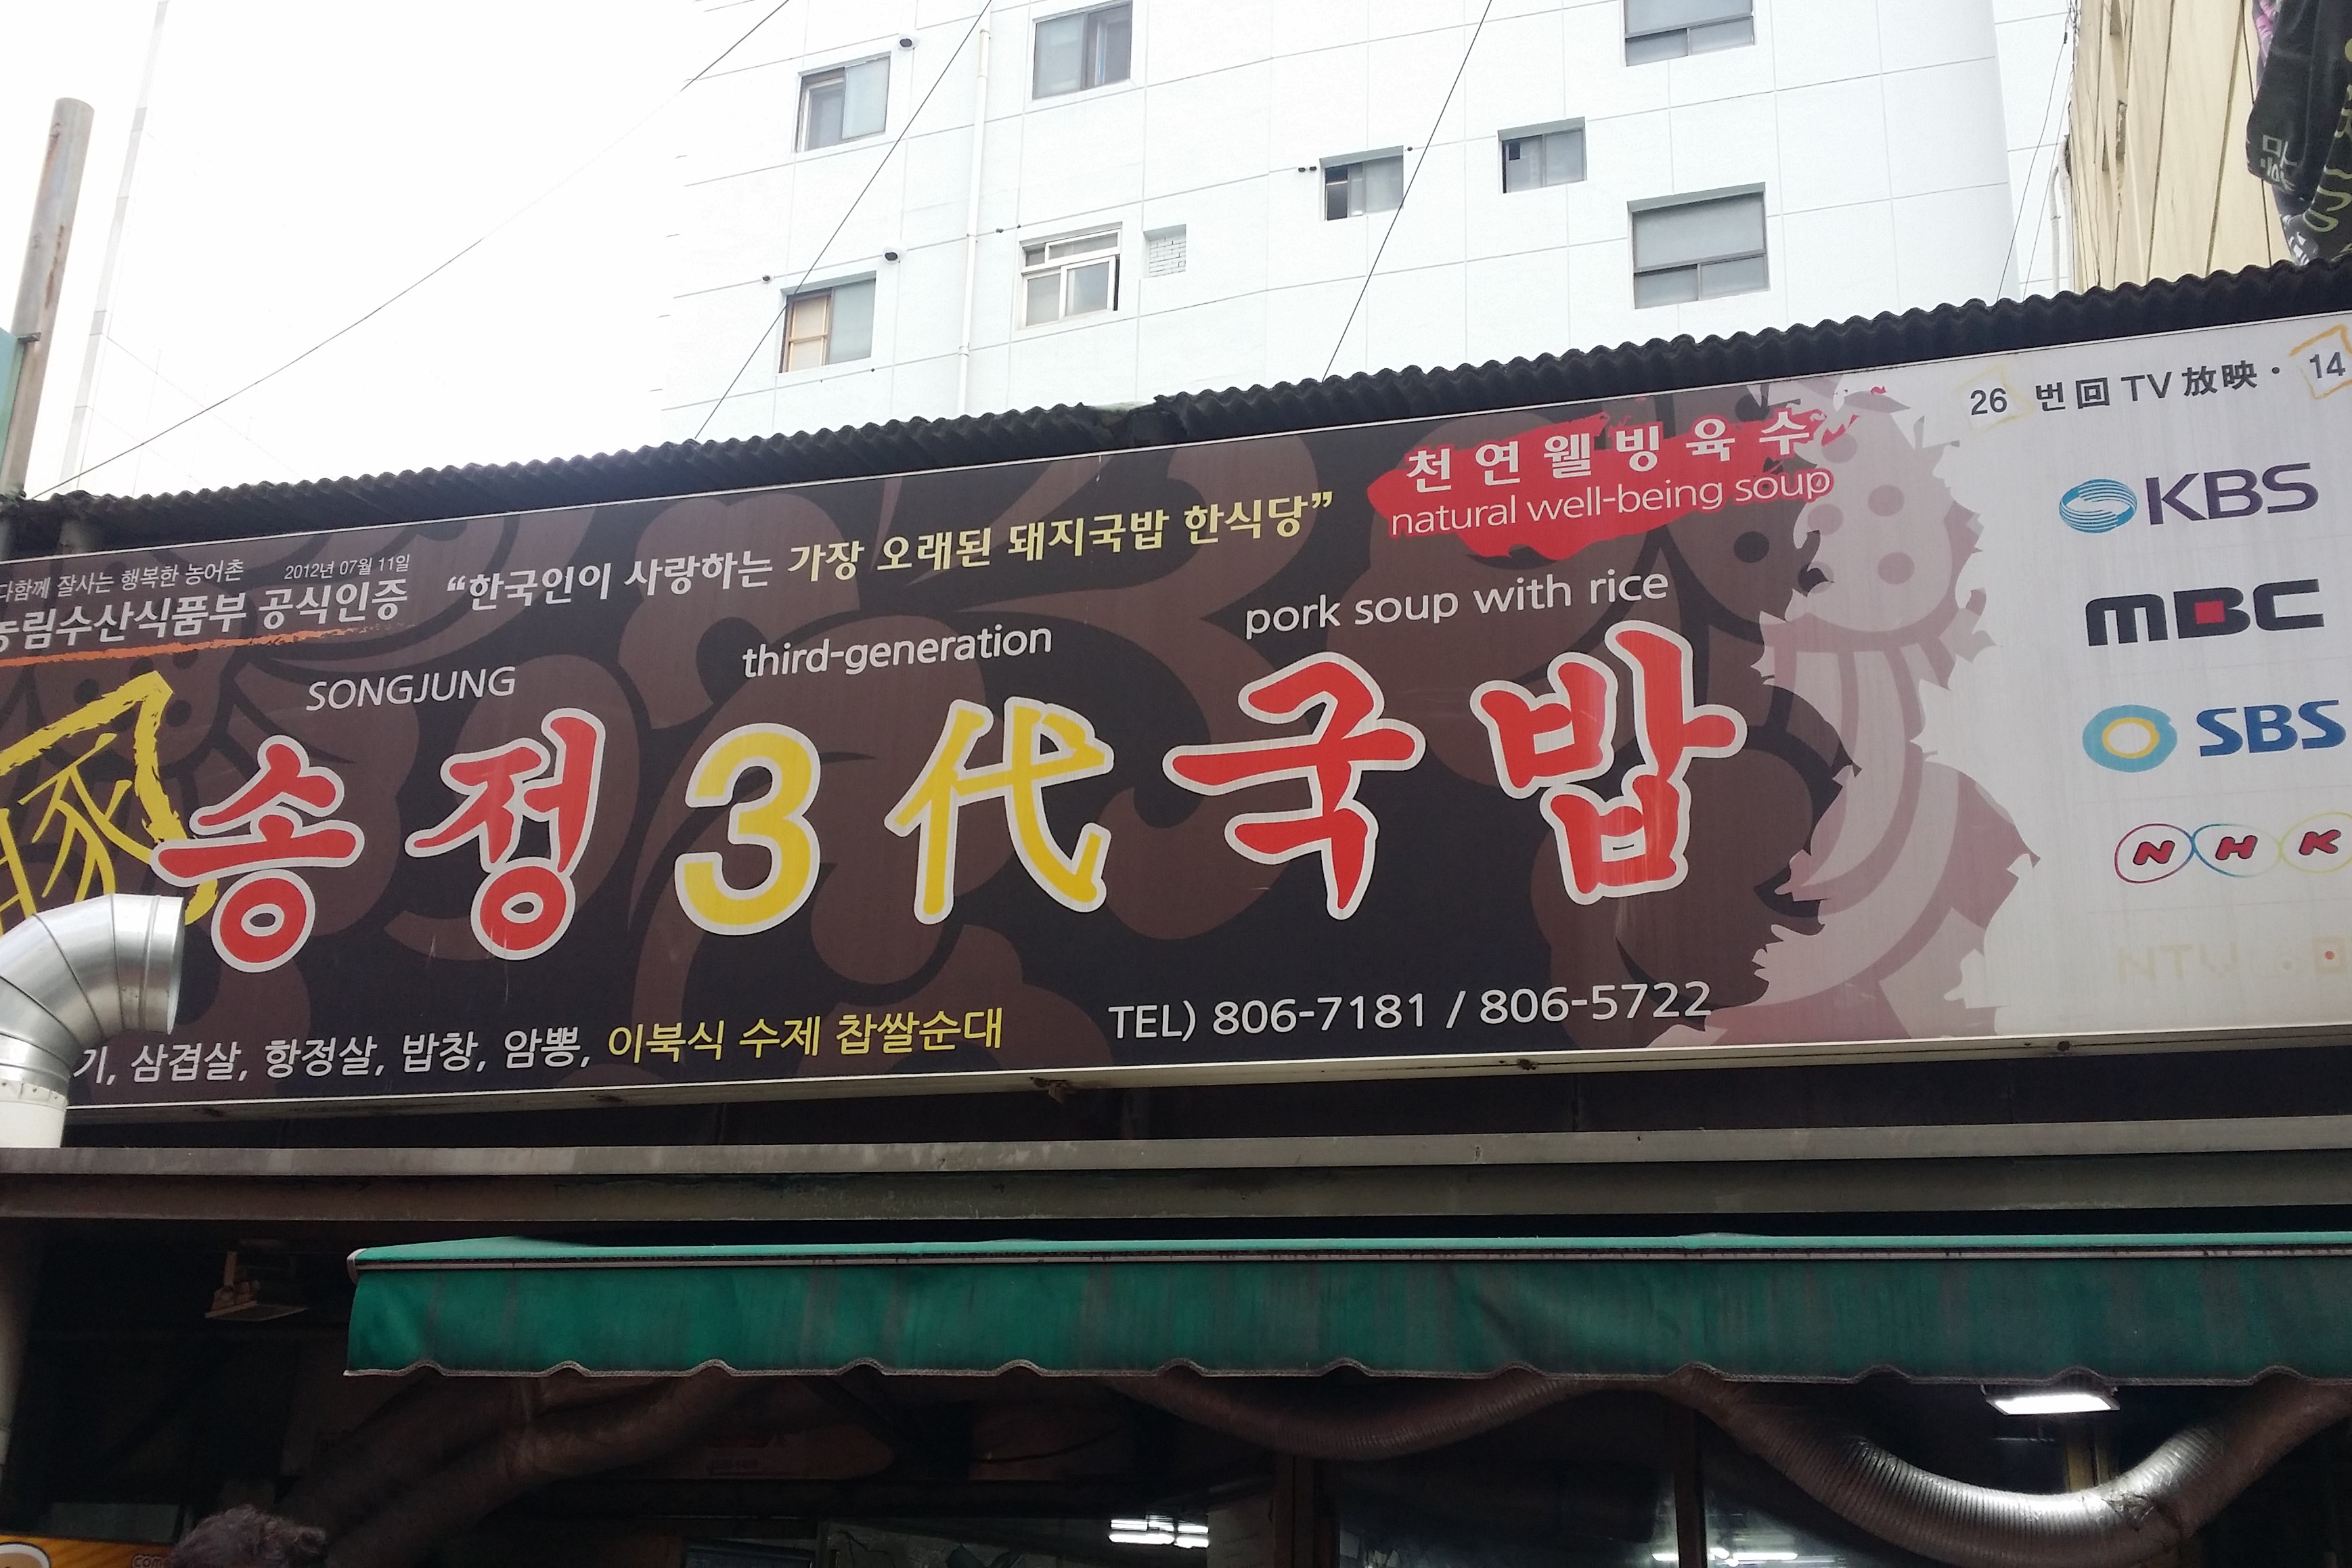 26 번 回 TV 放映 · 14
천연웰빙육수
natural well-being soup
KBS
다함께 잘사는 행복한 농어촌
2012년 07월 11일
농림수산식품부 공식인증
“한국인이 사랑하는 가장 오래된 돼지국밥 한식당”
MBC
SONGJUNG
third-generation
pork soup with rice
송정 3代 국밥
SBS
NHK
기, 삼겹살, 항정살, 밥창, 암뽕, 이북식 수제 찹쌀순대
TEL) 806-7181 / 806-5722